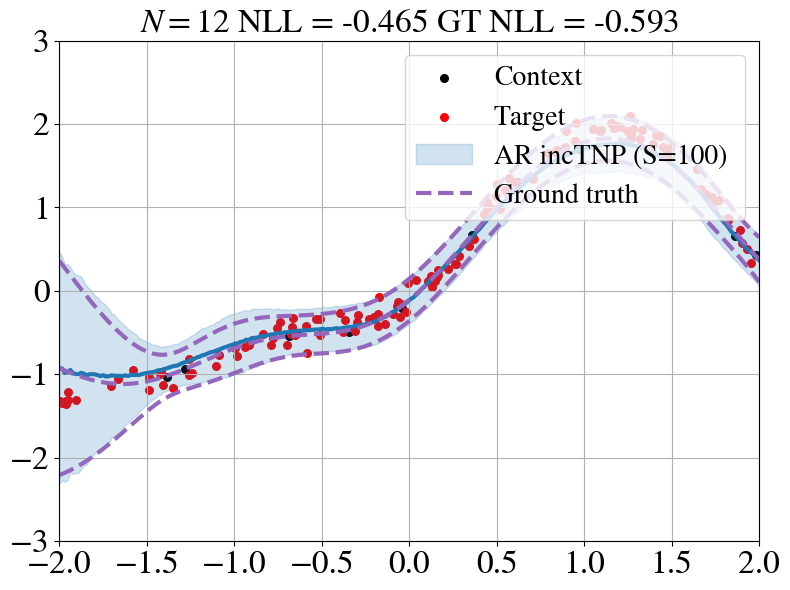 N = 12 NLL = -0.465 GT NLL = -0.593
Context
Target
AR incTNP (S=100)
Ground truth
3
2
1
0
−1
−2
−3
−2.0 −1.5 −1.0 −0.5 0.0 0.5 1.0 1.5 2.0